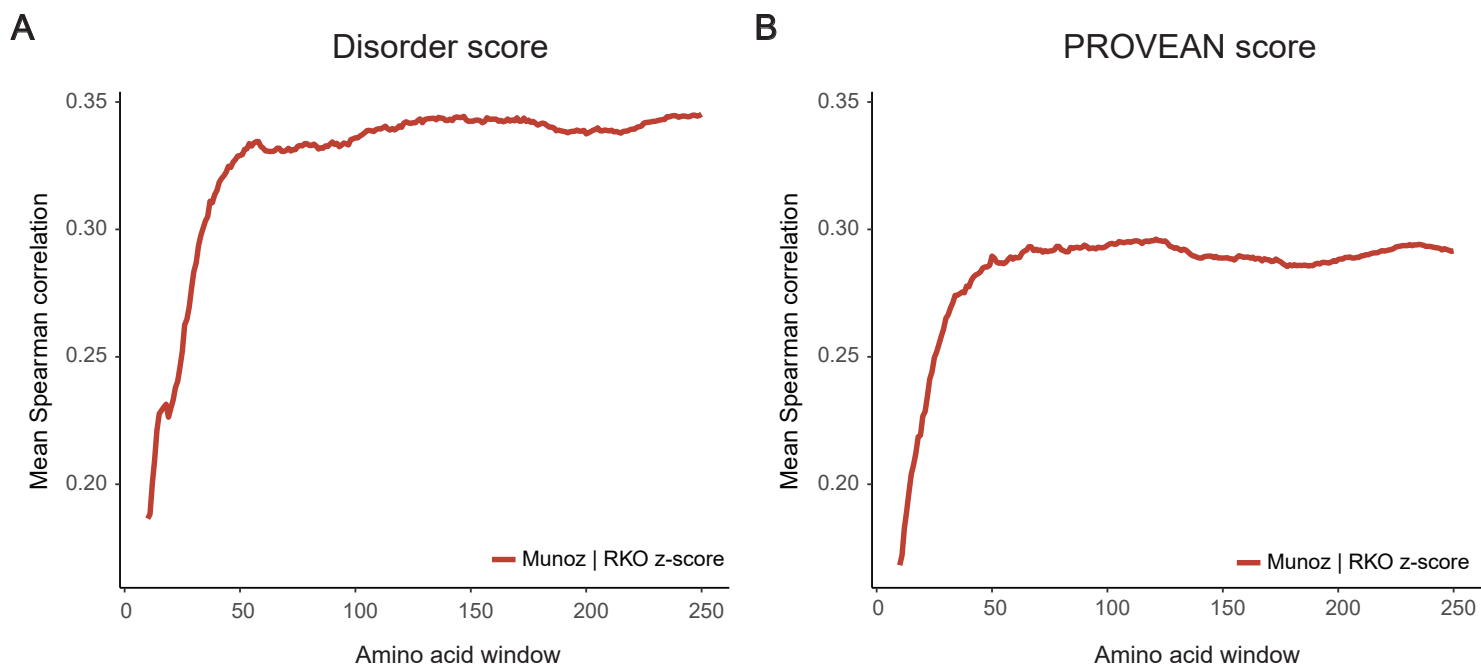 A
Disorder score
0.35
0.30
0.25
0.20
Mean Spearman correlation
Munoz | RKO z-score
0
50
100
150
200
250
Amino acid window
B
PROVEAN score
0.35
0.30
0.25
0.20
Mean Spearman correlation
Munoz | RKO z-score
0
50
100
150
200
250
Amino acid window